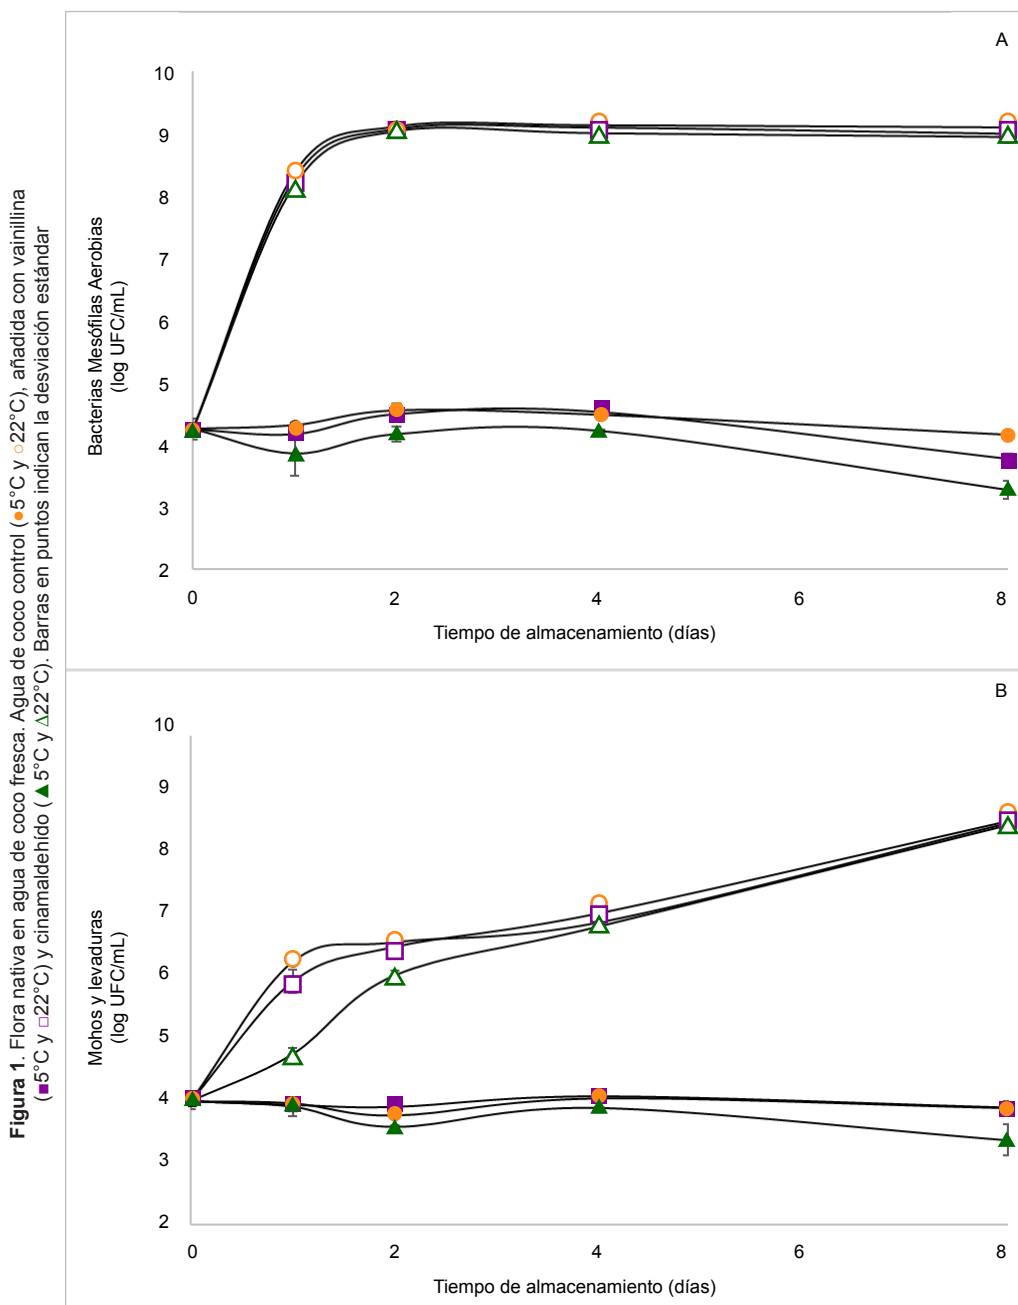 Figura 1. Flora nativa en agua de coco fresca. Agua de coco control (●5°C y ○22°C), añadida con vainillina
(■5°C y □22°C) y cinamaldehído (▲5°C y △22°C). Barras en puntos indican la desviación estándar
A
Bacterias Mesófilas Aerobias
(log UFC/mL)
10
9
8
7
6
5
4
3
2
0 2 4 6 8
Tiempo de almacenamiento (días)
B
Mohos y levaduras
(log UFC/mL)
10
9
8
7
6
5
4
3
2
0 2 4 6 8
Tiempo de almacenamiento (días)